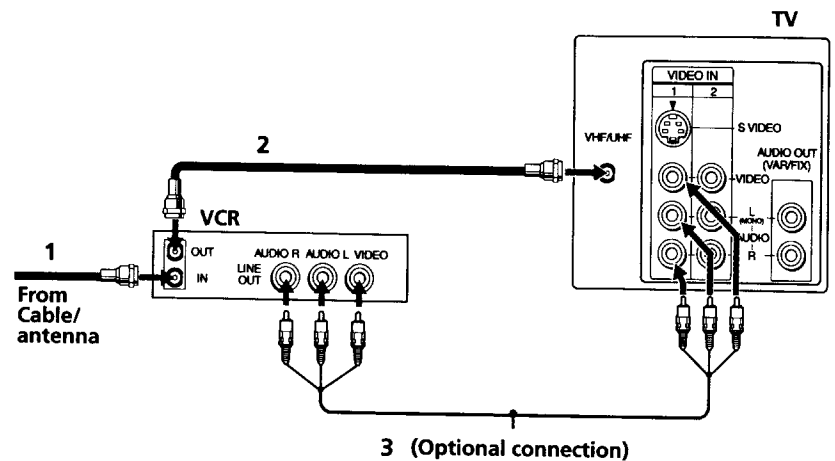 TV
VIDEO IN
1 2
S VIDEO
VHF/UHF
AUDIO OUT
(VAR/FIX)
VIDEO
L
(MONO)
AUDIO
R
2
VCR
OUT
IN
AUDIO R AUDIO L VIDEO
LINE
OUT
1
From
Cable/
antenna
3 (Optional connection)